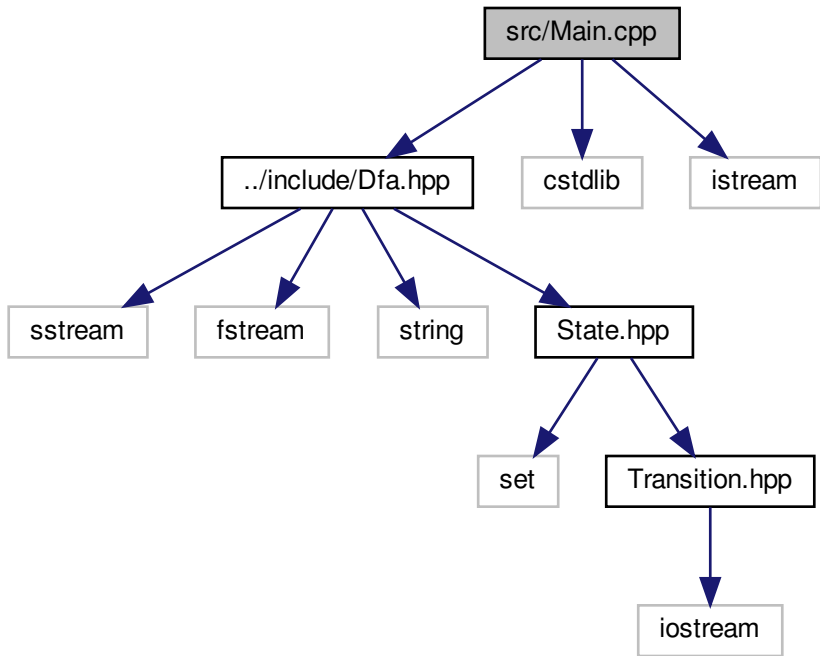 src/Main.cpp
../include/Dfa.hpp
cstdlib
istream
sstream
fstream
string
State.hpp
set
Transition.hpp
iostream